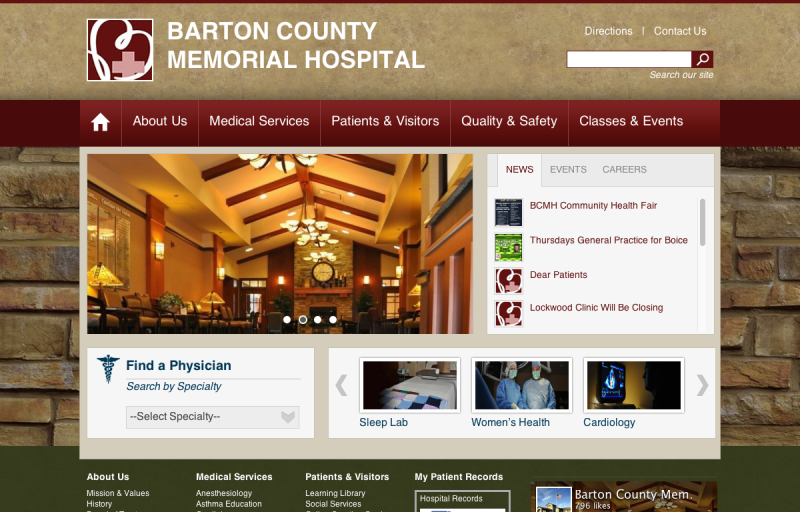 BARTON COUNTY
MEMORIAL HOSPITAL
Directions | Contact Us
Search our site
About Us
Medical Services
Patients & Visitors
Quality & Safety
Classes & Events
NEWS
EVENTS
CAREERS
BCMH Community Health Fair
Thursdays General Practice for Boice
Dear Patients
Lockwood Clinic Will Be Closing
Find a Physician
Search by Specialty
--Select Specialty--
Sleep Lab
Women's Health
Cardiology
About Us
Mission & Values
History
Medical Services
Anesthesiology
Asthma Education
Patients & Visitors
Learning Library
Social Services
My Patient Records
Hospital Records
Barton County Mem.
796 likes